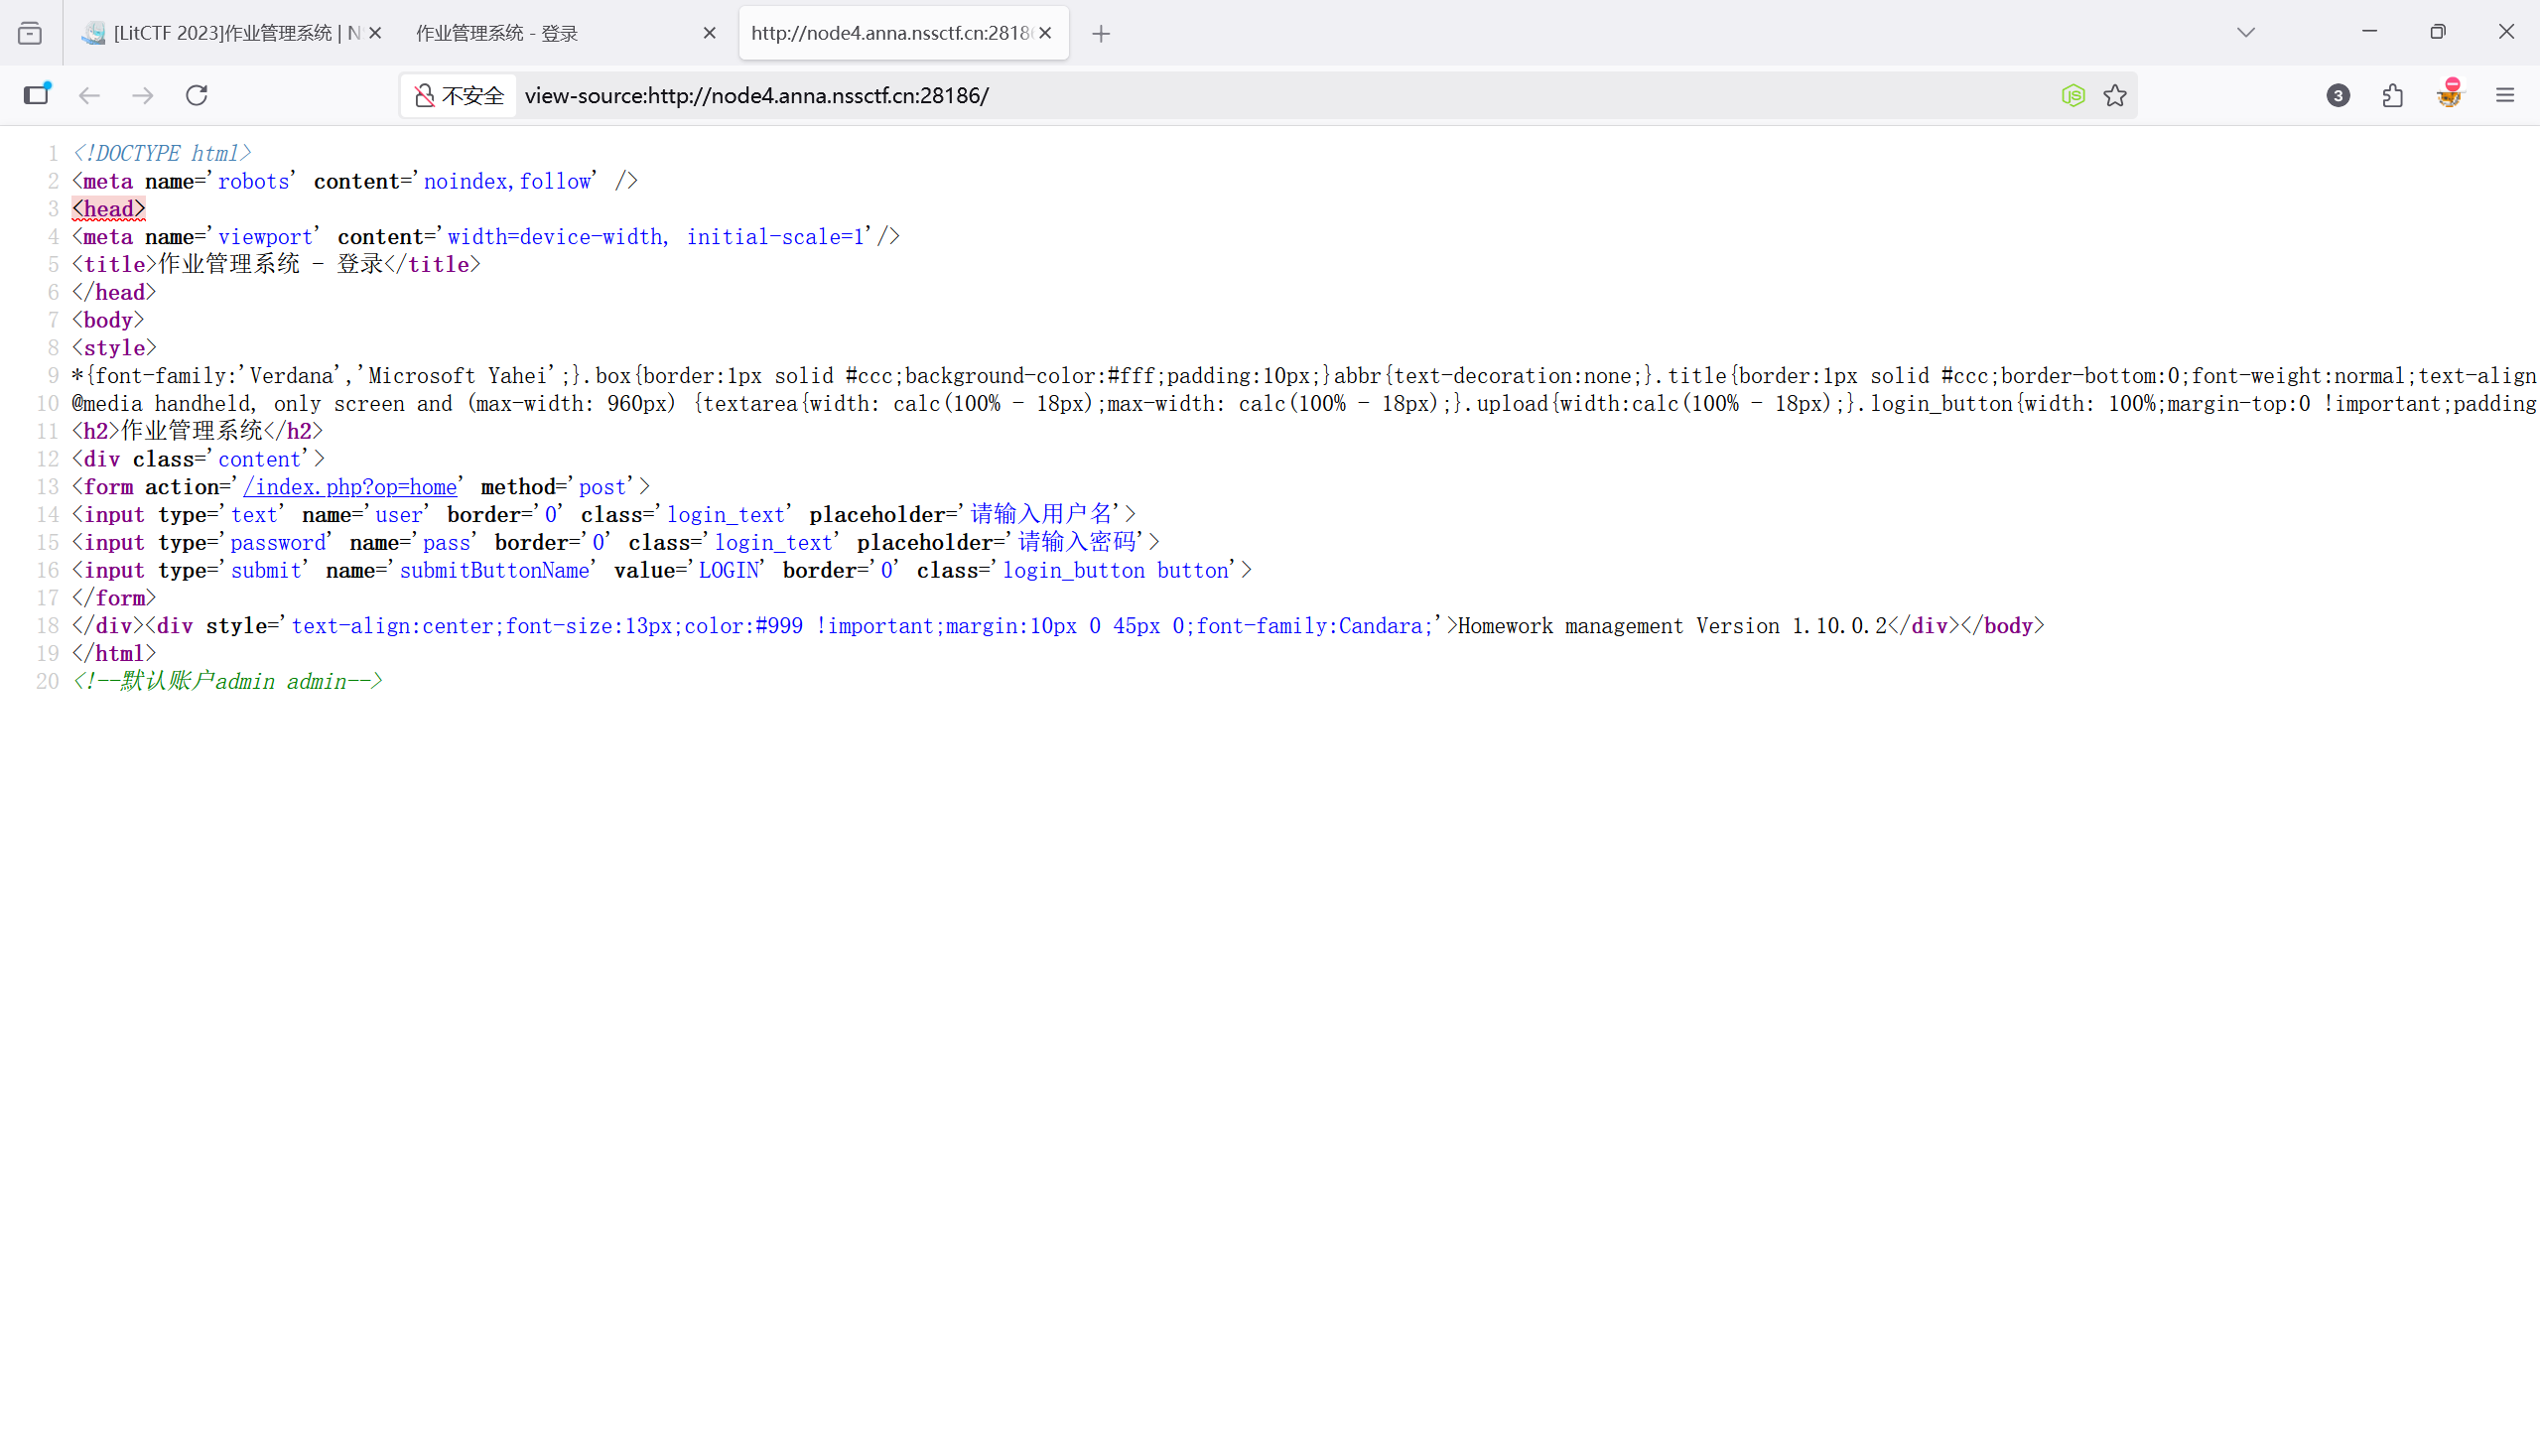 [LitCTF 2023]作业管理系统 | N
作业管理系统 - 登录
http://node4.anna.nssctf.cn:2818
不安全
view-source:http://node4.anna.nssctf.cn:28186/
JS
3
1 <!DOCTYPE html>
2 <meta name='robots' content='noindex,follow' />
3 <head>
4 <meta name='viewport' content='width=device-width, initial-scale=1'/>
5 <title>作业管理系统 - 登录</title>
6 </head>
7 <body>
8 <style>
9 *{font-family:'Verdana','Microsoft Yahei';}.box{border:1px solid #ccc;background-color:#fff;padding:10px;}abbr{text-decoration:none;}.title{border:1px solid #ccc;border-bottom:0;font-weight:normal;text-align
10 @media handheld, only screen and (max-width: 960px) {textarea{width: calc(100% - 18px);max-width: calc(100% - 18px);}.upload{width:calc(100% - 18px);}.login_button{width: 100%;margin-top:0 !important;padding
11 <h2>作业管理系统</h2>
12 <div class='content'>
13 <form action='/index.php?op=home' method='post'>
14 <input type='text' name='user' border='0' class='login_text' placeholder='请输入用户名'>
15 <input type='password' name='pass' border='0' class='login_text' placeholder='请输入密码'>
16 <input type='submit' name='submitButtonName' value='LOGIN' border='0' class='login_button button'>
17 </form>
18 </div><div style='text-align:center;font-size:13px;color:#999 !important;margin:10px 0 45px 0;font-family:Candara;'>Homework management Version 1.10.0.2</div></body>
19 </html>
20 <!--默认账户admin admin-->